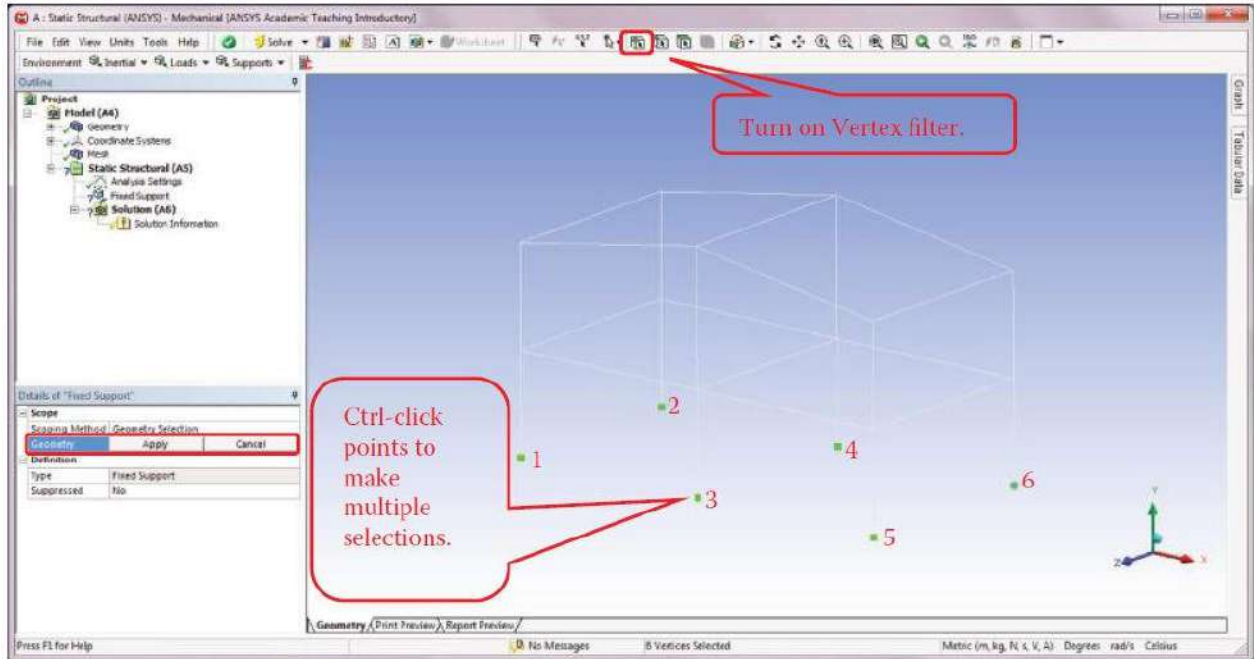 A : Static Structural (ANSYS) - Mechanical [ANSYS Academic Teaching Introductory]
File Edit View Units Tools Help Solve Worksheet
Environment Inertial Loads Supports
Outline
Project
Model (A4)
Geometry
Coordinate Systems
Mesh
Static Structural (A5)
Analysis Settings
Fixed Support
Solution (A6)
Solution Information
Turn on Vertex filter.
Graph
Tabular Data
Details of "Fixed Support"
Scope
Scoping Method Geometry Selection
Geometry Apply Cancel
Definition
Type Fixed Support
Suppressed No
Ctrl-click
points to
make
multiple
selections.
1
2
3
4
5
6
Y
X
Z
Geometry Print Preview Report Preview
Press F1 for Help No Messages 6 Vertices Selected Metric (m, kg, N, s, V, A) Degrees rad/s Celsius